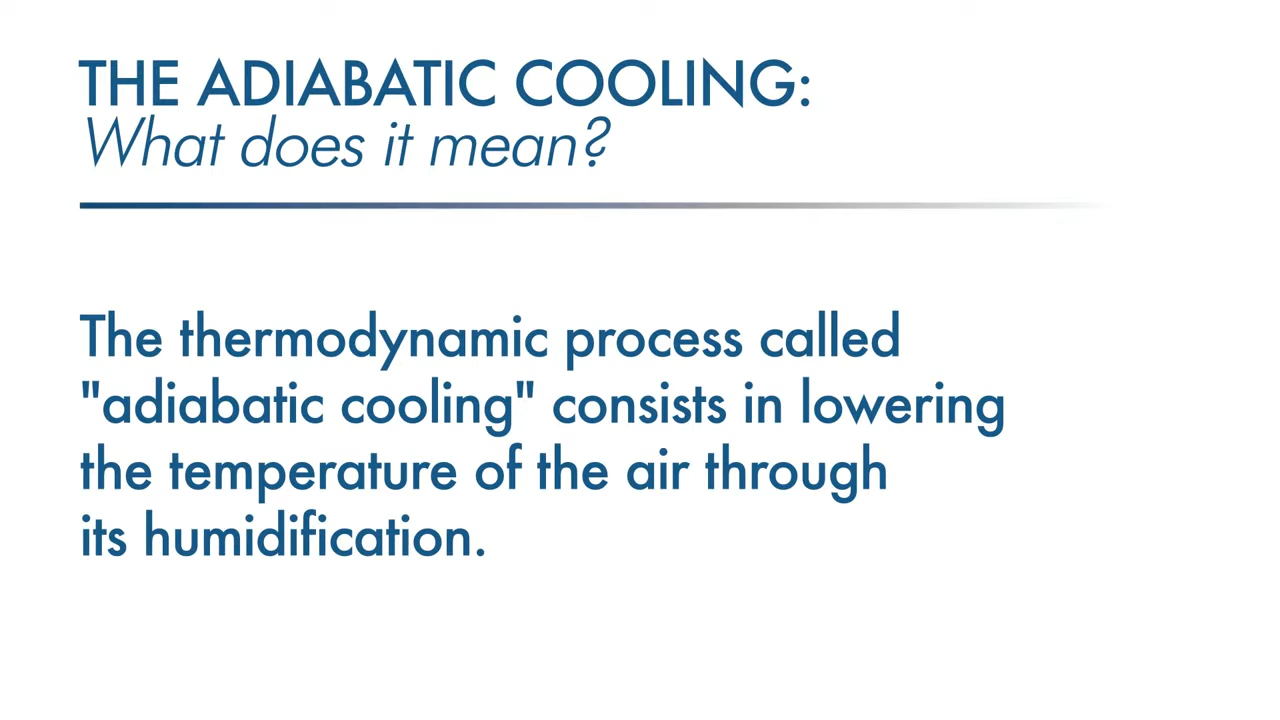 THE ADIABATIC COOLING:
What does it mean?
The thermodynamic process called
"adiabatic cooling" consists in lowering
the temperature of the air through
its humidification.